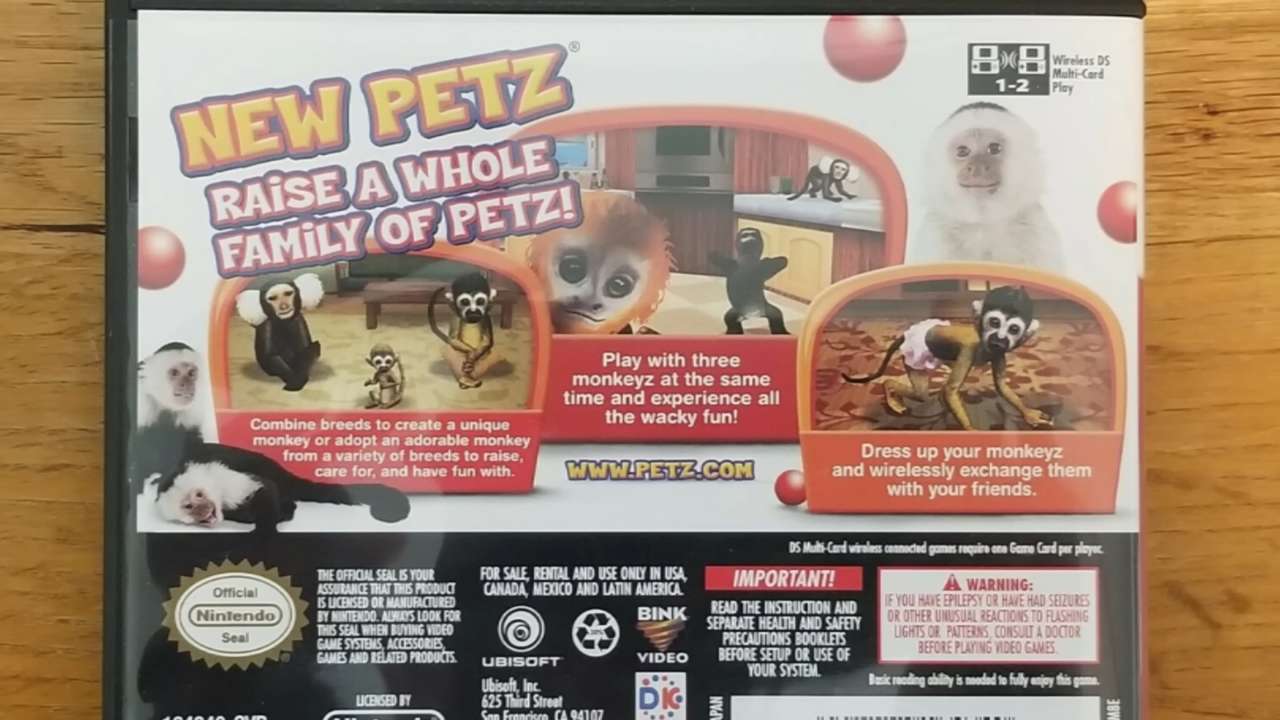 NEW PETZ®
RAISE A WHOLE
FAMILY OF PETZ!
Wireless DS
Multi-Card
Play
1-2
Play with three
monkeyz at the same
time and experience all
the wacky fun!
Combine breeds to create a unique
monkey or adopt an adorable monkey
from a variety of breeds to raise,
care for, and have fun with.
Dress up your monkeyz
and wirelessly exchange them
with your friends.
WWW.PETZ.COM
DS Multi-Card wireless connected games require one Game Card per player.
Official
Nintendo
Seal
THE OFFICIAL SEAL IS YOUR
ASSURANCE THAT THIS PRODUCT
IS LICENSED OR MANUFACTURED
BY NINTENDO. ALWAYS LOOK FOR
THIS SEAL WHEN BUYING VIDEO
GAME SYSTEMS, ACCESSORIES,
GAMES AND RELATED PRODUCTS.
LICENSED BY
FOR SALE, RENTAL AND USE ONLY IN USA,
CANADA, MEXICO AND LATIN AMERICA.
UBISOFT
BINK
VIDEO
Ubisoft, Inc.
625 Third Street
San Francisco, CA 94107
DK
IMPORTANT!
READ THE INSTRUCTION AND
SEPARATE HEALTH AND SAFETY
PRECAUTIONS BOOKLETS
BEFORE SETUP OR USE OF
YOUR SYSTEM.
WARNING:
IF YOU HAVE EPILEPSY OR HAVE HAD SEIZURES
OR OTHER UNUSUAL REACTIONS TO FLASHING
LIGHTS OR PATTERNS, CONSULT A DOCTOR
BEFORE PLAYING VIDEO GAMES.
Basic reading ability is needed to fully enjoy this game.